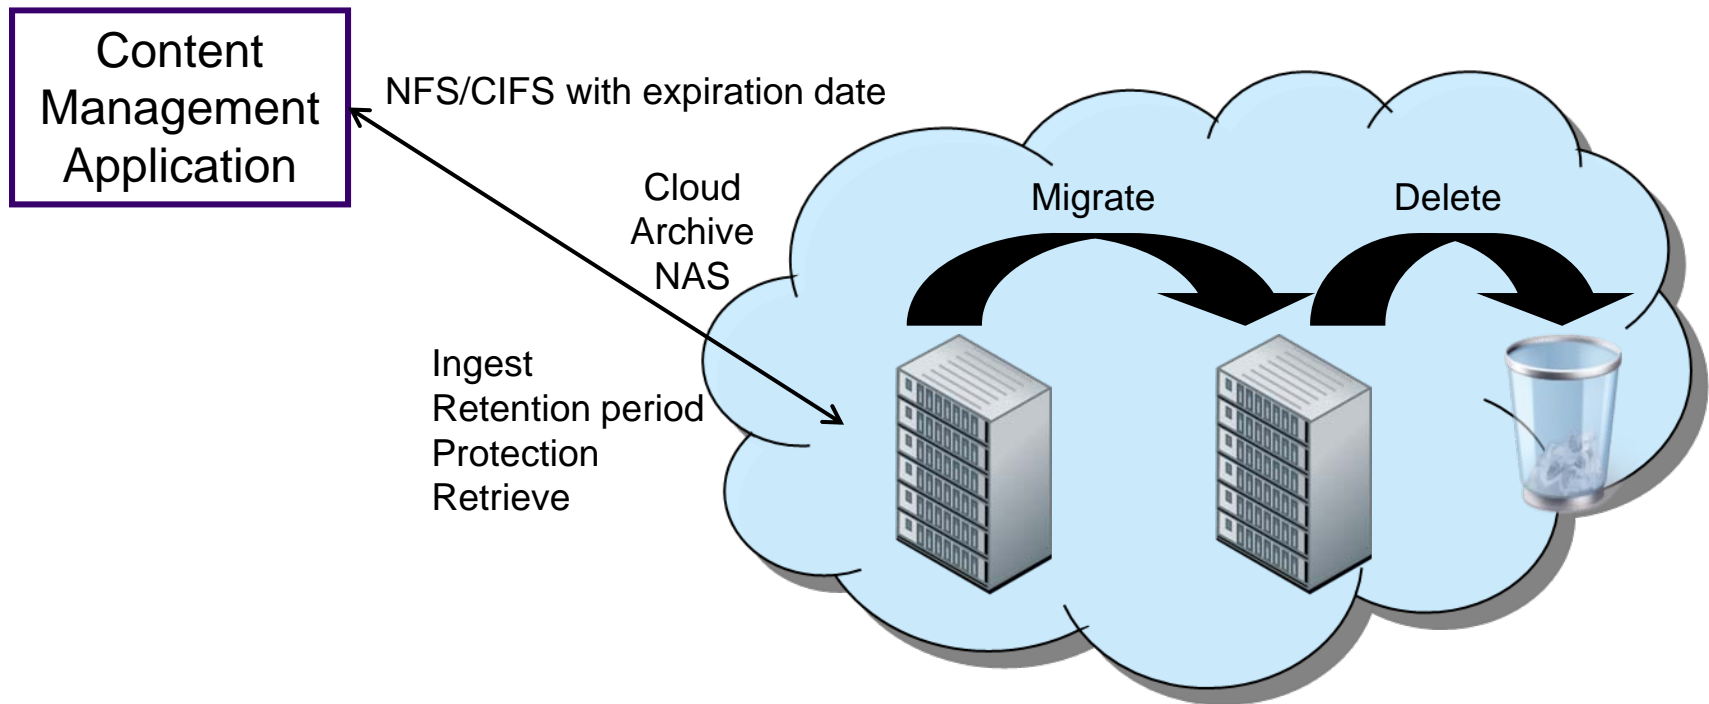 Content
Management
Application
NFS/CIFS with expiration date
Cloud
Archive
NAS
Migrate
Delete
Ingest
Retention period
Protection
Retrieve